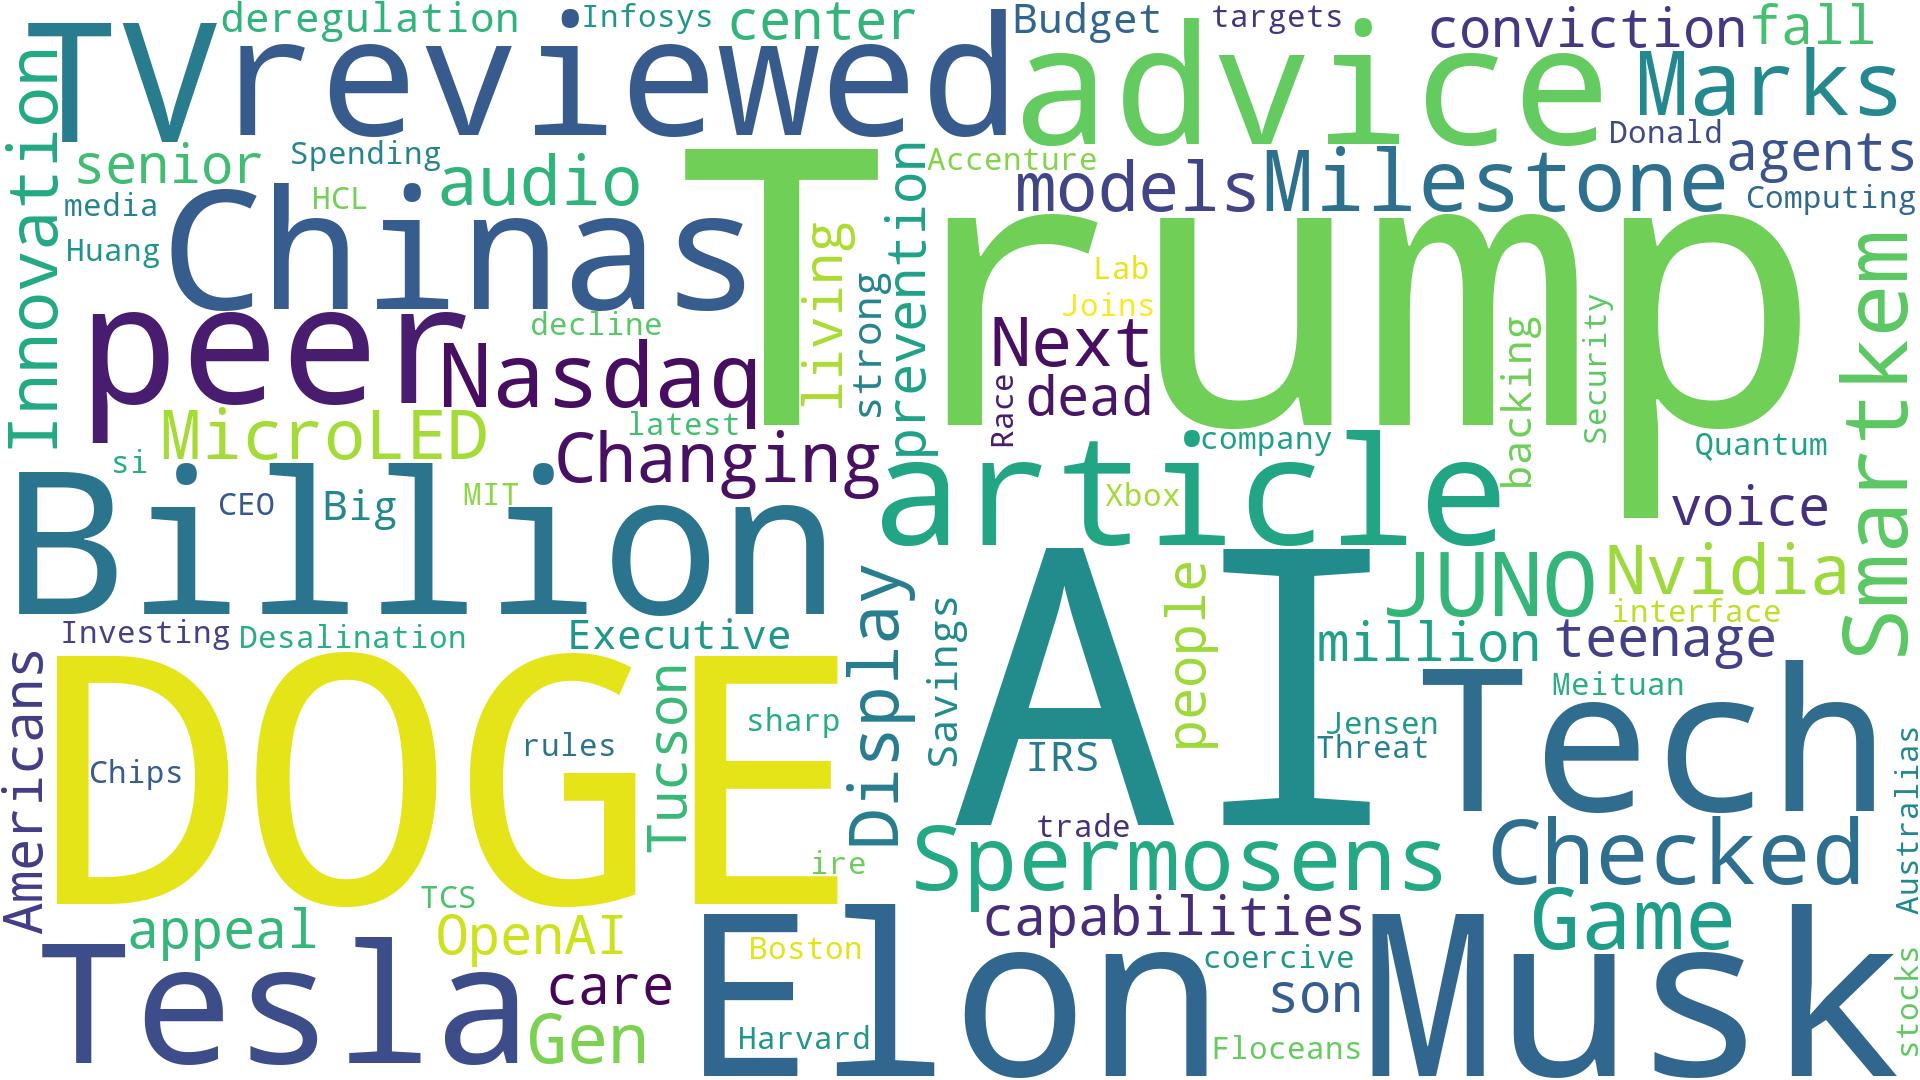 deregulation
Infosys
center
Budget
targets
conviction
fall
TV
reviewed
advice
Marks
Innovation
senior
Spending
audio
Accenture
Donald
agents
media
HCL
models
Milestone
Computing
Huang
Chinas
Trump
living
prevention
strong
Lab
Joins
peer
decline
Nasdaq
Next
dead
Race
backing
Security
Smartkem
MicroLED
latest
Changing
company
Quantum
si
CEO
Big
MIT
article
Xbox
voice
Billion
AI
JUNO
Nvidia
interface
Investing
Desalination
Executive
Display
Savings
people
million
teenage
Americans
DOGE
Tucson
sharp
Meituan
Tech
Chips
rules
IRS
Jensen
Threat
Australias
trade
ire
Spermosens
Checked
TCS
appeal
OpenAI
Boston
capabilities
Game
Tesla
care
Elon
coercive
son
Musk
stocks
Gen
Harvard
Floceans